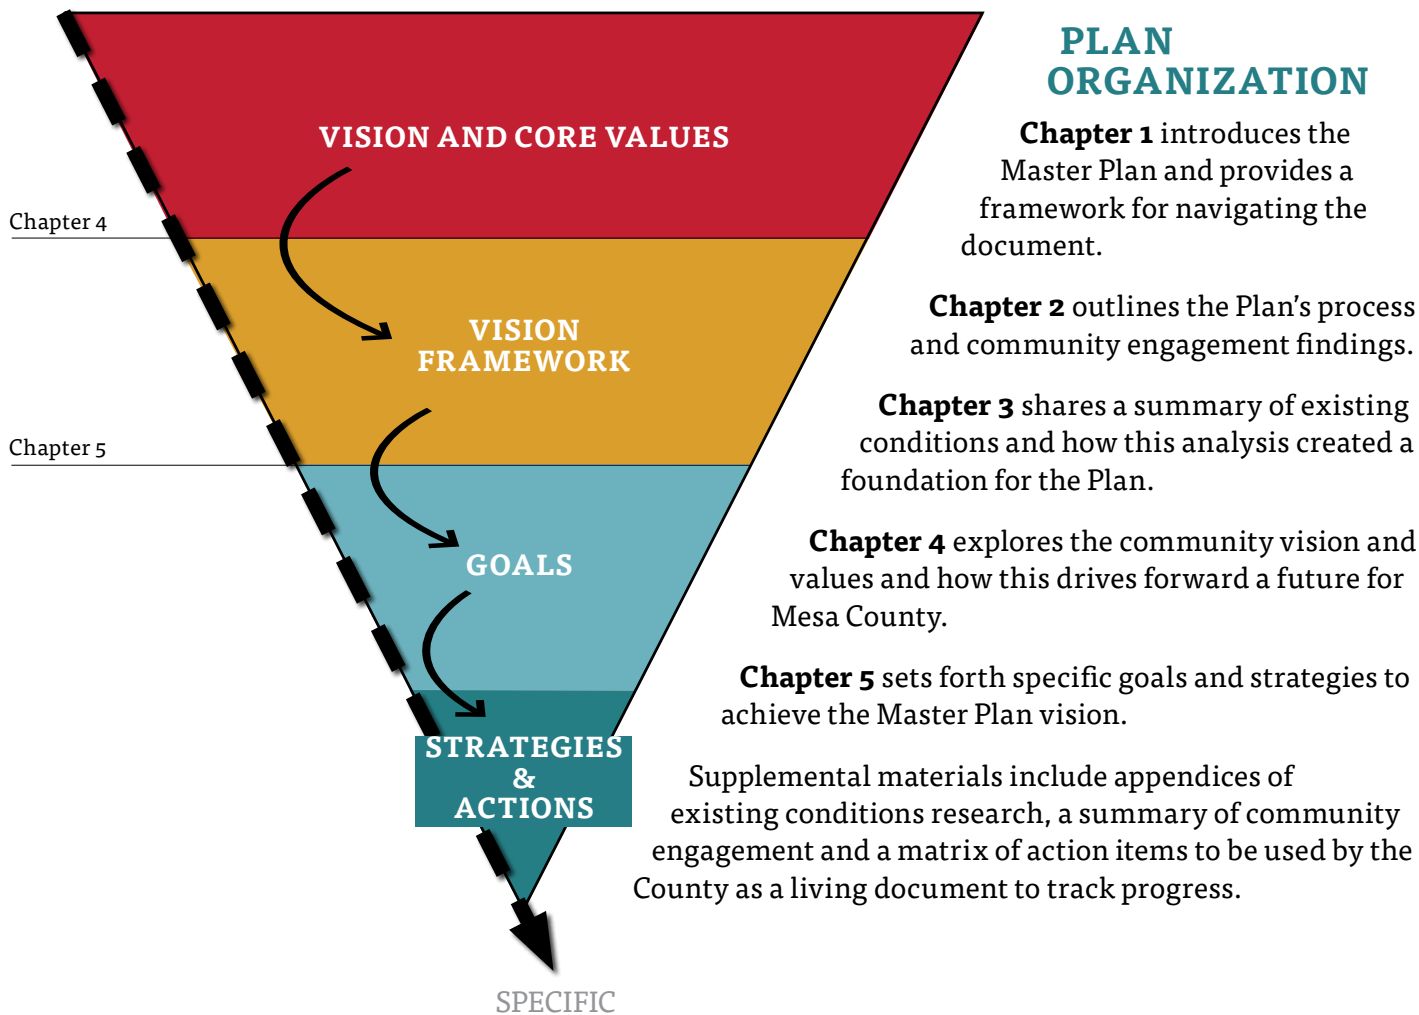 VISION AND CORE VALUES
Chapter 4
VISION
FRAMEWORK
Chapter 5
GOALS
STRATEGIES
&
ACTIONS
SPECIFIC
PLAN
ORGANIZATION
Chapter 1 introduces the
Master Plan and provides a
framework for navigating the
document.
Chapter 2 outlines the Plan’s process
and community engagement findings.
Chapter 3 shares a summary of existing
conditions and how this analysis created a
foundation for the Plan.
Chapter 4 explores the community vision and
values and how this drives forward a future for
Mesa County.
Chapter 5 sets forth specific goals and strategies to
achieve the Master Plan vision.
Supplemental materials include appendices of
existing conditions research, a summary of community
engagement and a matrix of action items to be used by the
County as a living document to track progress.